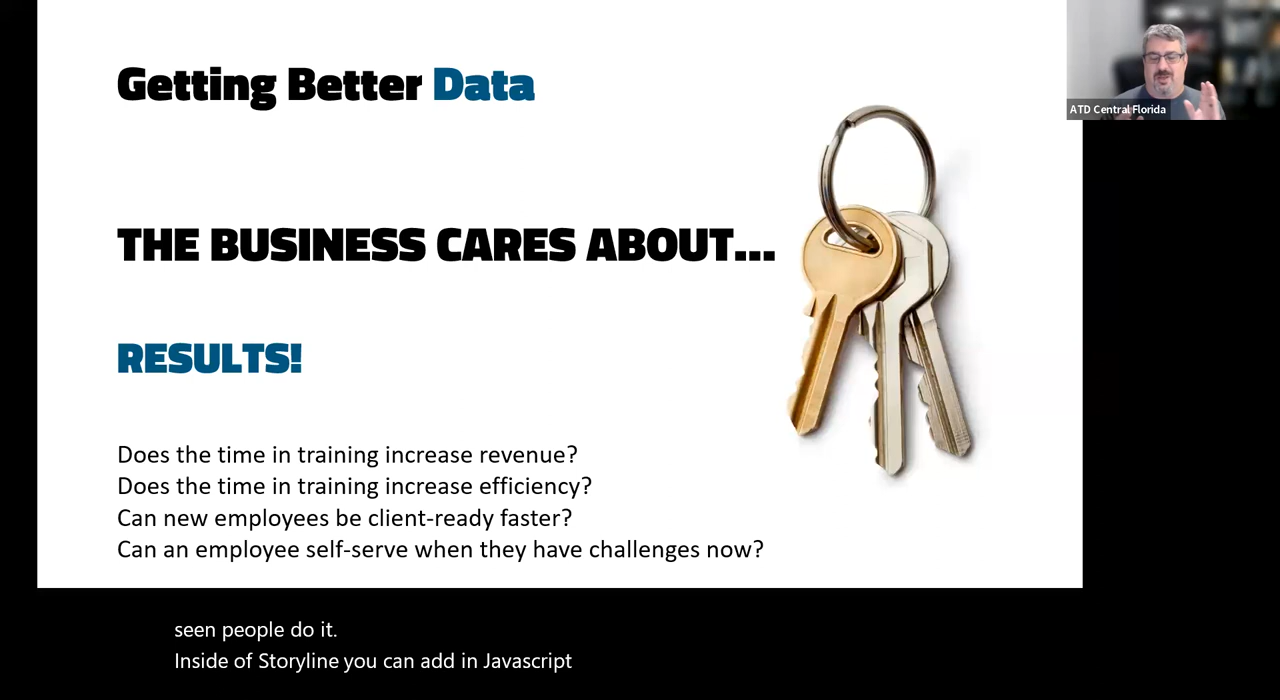 Getting Better Data
ATD Central Florida
THE BUSINESS CARES ABOUT...
RESULTS!
Does the time in training increase revenue?
Does the time in training increase efficiency?
Can new employees be client-ready faster?
Can an employee self-serve when they have challenges now?
seen people do it.
Inside of Storyline you can add in Javascript